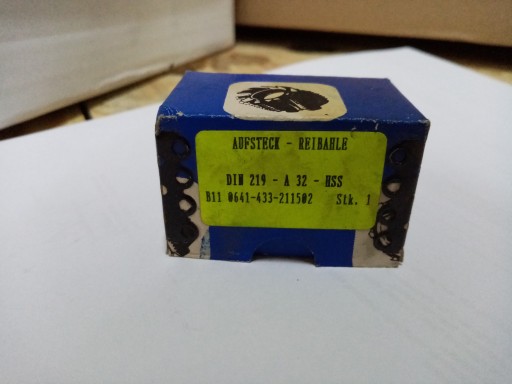 AUFSTECK - REIBAHLE
DIN 219 - A 32 - HSS
B11 0641-433-211502 Stk. 1